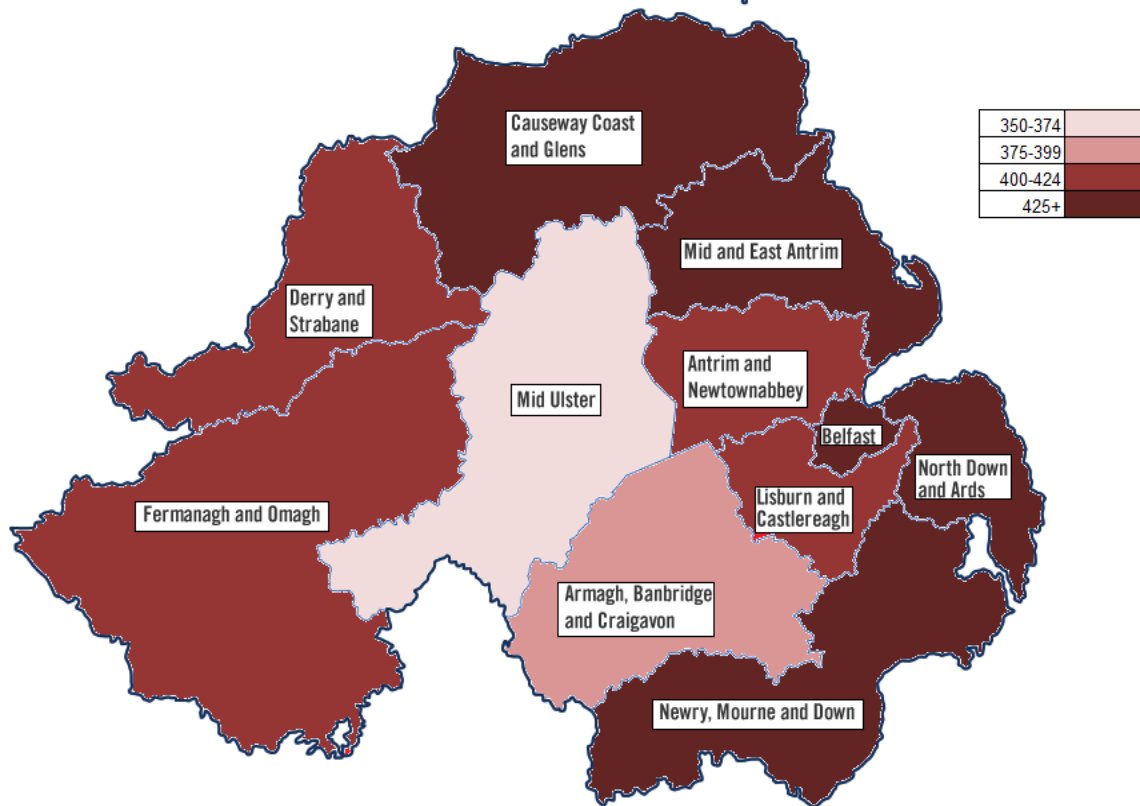 Causeway Coast
and Glens
350-374
375-399
400-424
425+
Mid and East Antrim
Derry and
Strabane
Antrim and
Newtownabbey
Mid Ulster
Belfast
North Down
and Ards
Lisburn and
Castlereagh
Fermanagh and Omagh
Armagh, Banbridge
and Craigavon
Newry, Mourne and Down